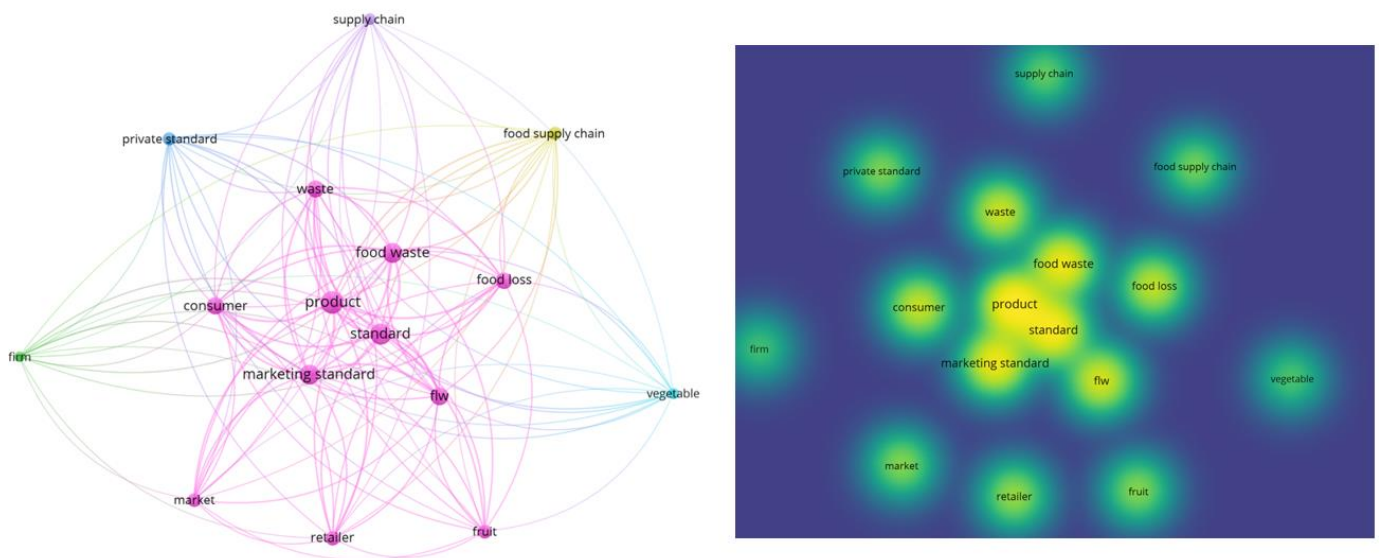 supply chain
private standard
food supply chain
waste
food waste
food loss
consumer
product
standard
firm
marketing standard
vegetable
flw
market
retailer
fruit
supply chain
private standard
food supply chain
waste
food waste
food loss
consumer
product
standard
firm
marketing standard
flw
vegetable
market
retailer
fruit